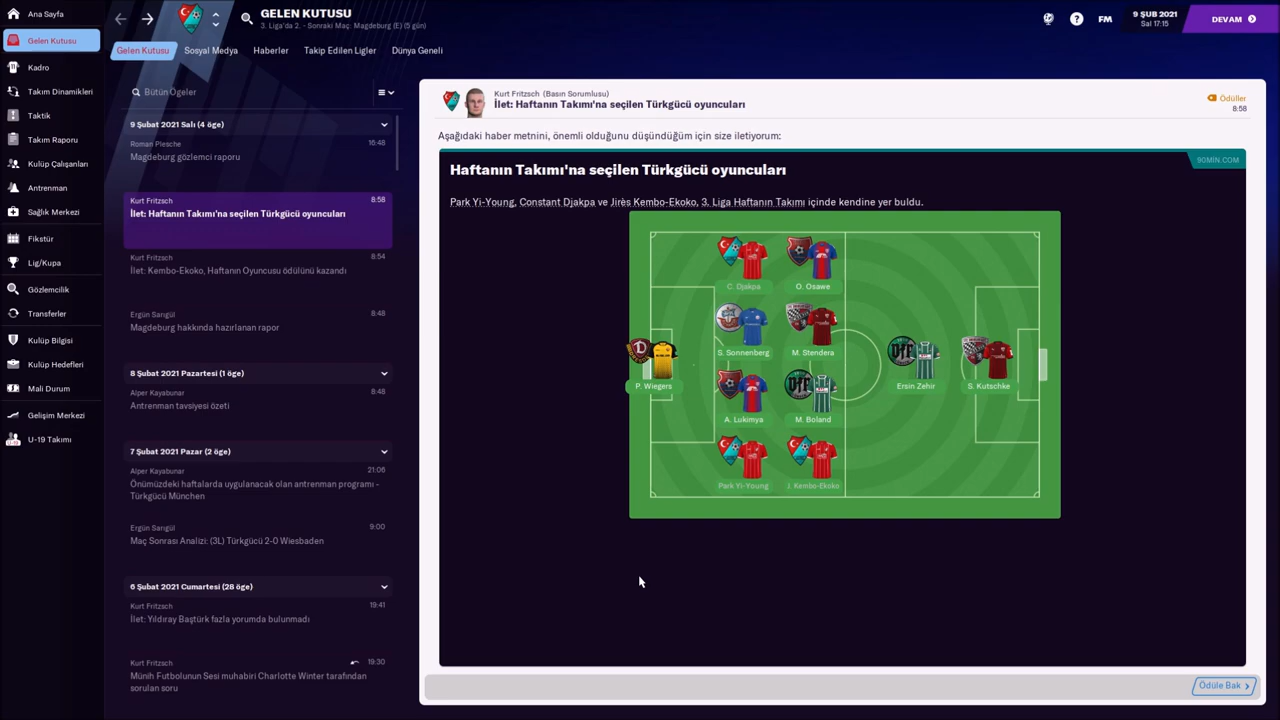 Ana Sayfa
Gelen Kutusu
Kadro
Takım Dinamikleri
Taktik
Takım Raporu
Kulüp Çalışanları
Antrenman
Sağlık Merkezi
Fikstür
Lig/Kupa
Gözlemcilik
Transferler
Kulüp Bilgisi
Kulüp Hedefleri
Mali Durum
Gelişim Merkezi
U-19 Takımı
GELEN KUTUSU
3. Liga'da 2. - Sonraki Maç: Magdeburg (E) (5 gün)
?
FM
9 ŞUB 2021
Sal 17:15
DEVAM
Gelen Kutusu
Sosyal Medya
Haberler
Takip Edilen Ligler
Dünya Geneli
Bütün Ögeler
9 Şubat 2021 Salı (4 öge)
Roman Plesche
16:48
Magdeburg gözlemci raporu
Kurt Fritzsch
8:58
İlet: Haftanın Takımı'na seçilen Türkgücü oyuncuları
Kurt Fritzsch
8:54
İlet: Kembo-Ekoko, Haftanın Oyuncusu ödülünü kazandı
Ergün Sarıgül
8:48
Magdeburg hakkında hazırlanan rapor
8 Şubat 2021 Pazartesi (1 öge)
Alper Kayabunar
8:48
Antrenman tavsiyesi özeti
7 Şubat 2021 Pazar (2 öge)
Alper Kayabunar
21:06
Önümüzdeki haftalarda uygulanacak olan antrenman programı -
Türkgücü München
Ergün Sarıgül
9:00
Maç Sonrası Analizi: (3L) Türkgücü 2-0 Wiesbaden
6 Şubat 2021 Cumartesi (28 öge)
Kurt Fritzsch
19:41
İlet: Yıldıray Baştürk fazla yorumda bulunmadı
Kurt Fritzsch
19:30
Münih Futbolunun Sesi muhabiri Charlotte Winter tarafından
sorulan soru
Kurt Fritzsch (Basın Sorumlusu)
İlet: Haftanın Takımı'na seçilen Türkgücü oyuncuları
Ödüller
8:58
Aşağıdaki haber metnini, önemli olduğunu düşündüğüm için size iletiyorum:
90MIN.COM
Haftanın Takımı'na seçilen Türkgücü oyuncuları
Park Yi-Young, Constant Djakpa ve Jirès Kembo-Ekoko, 3. Liga Haftanın Takımı içinde kendine yer buldu.
C. Djakpa
O. Osawe
S. Sonnenberg
M. Stendera
P. Wiegers
Ersin Zehir
S. Kutschke
A. Lukimya
M. Boland
Park Yi-Young
J. Kembo-Ekoko
Ödüle Bak